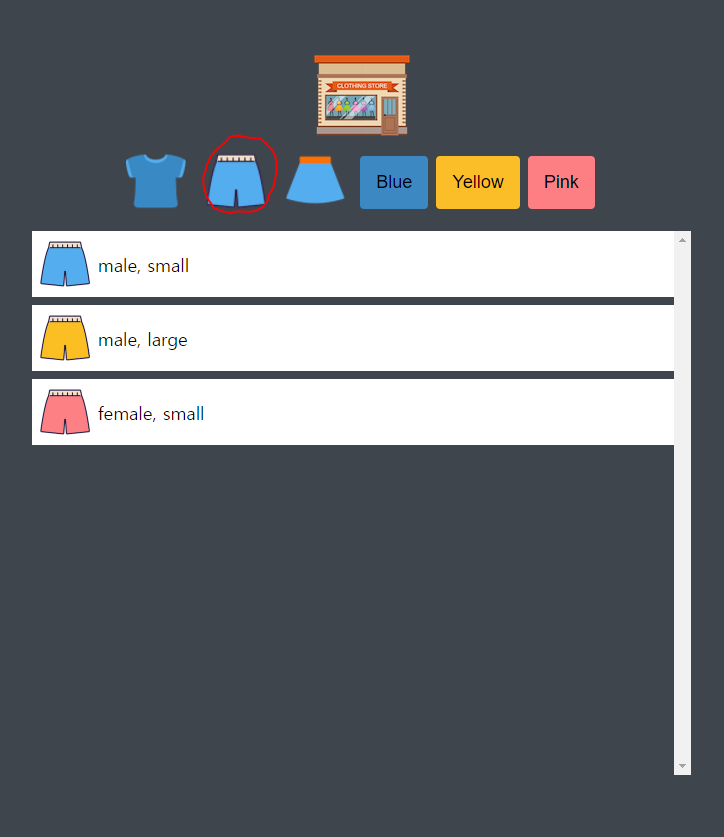 CLOTHING STORE
Blue Yellow Pink
male, small
male, large
female, small